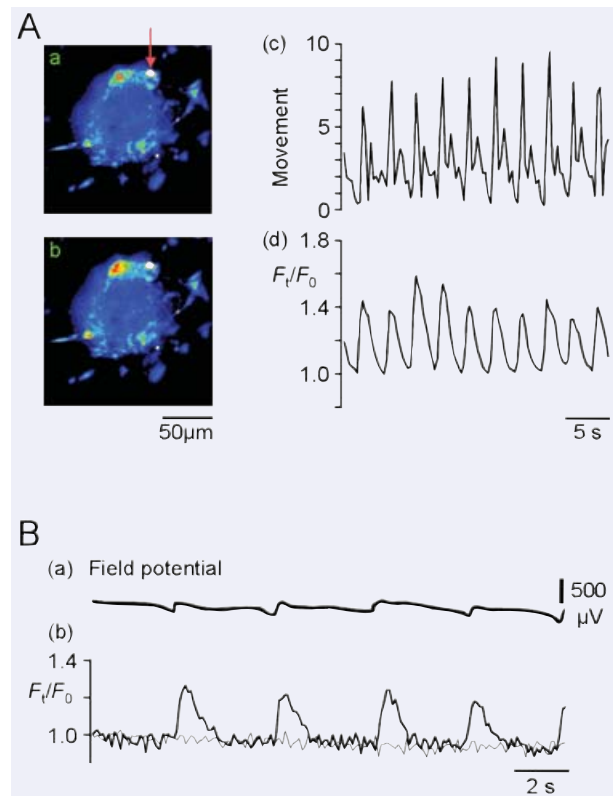 A
a
b
50µm
(c)
Movement
10
5
0
(d)
Ft/F0
1.8
1.4
1.0
5 s
B
(a) Field potential
500
µV
(b)
Ft/F0
1.4
1.0
2 s